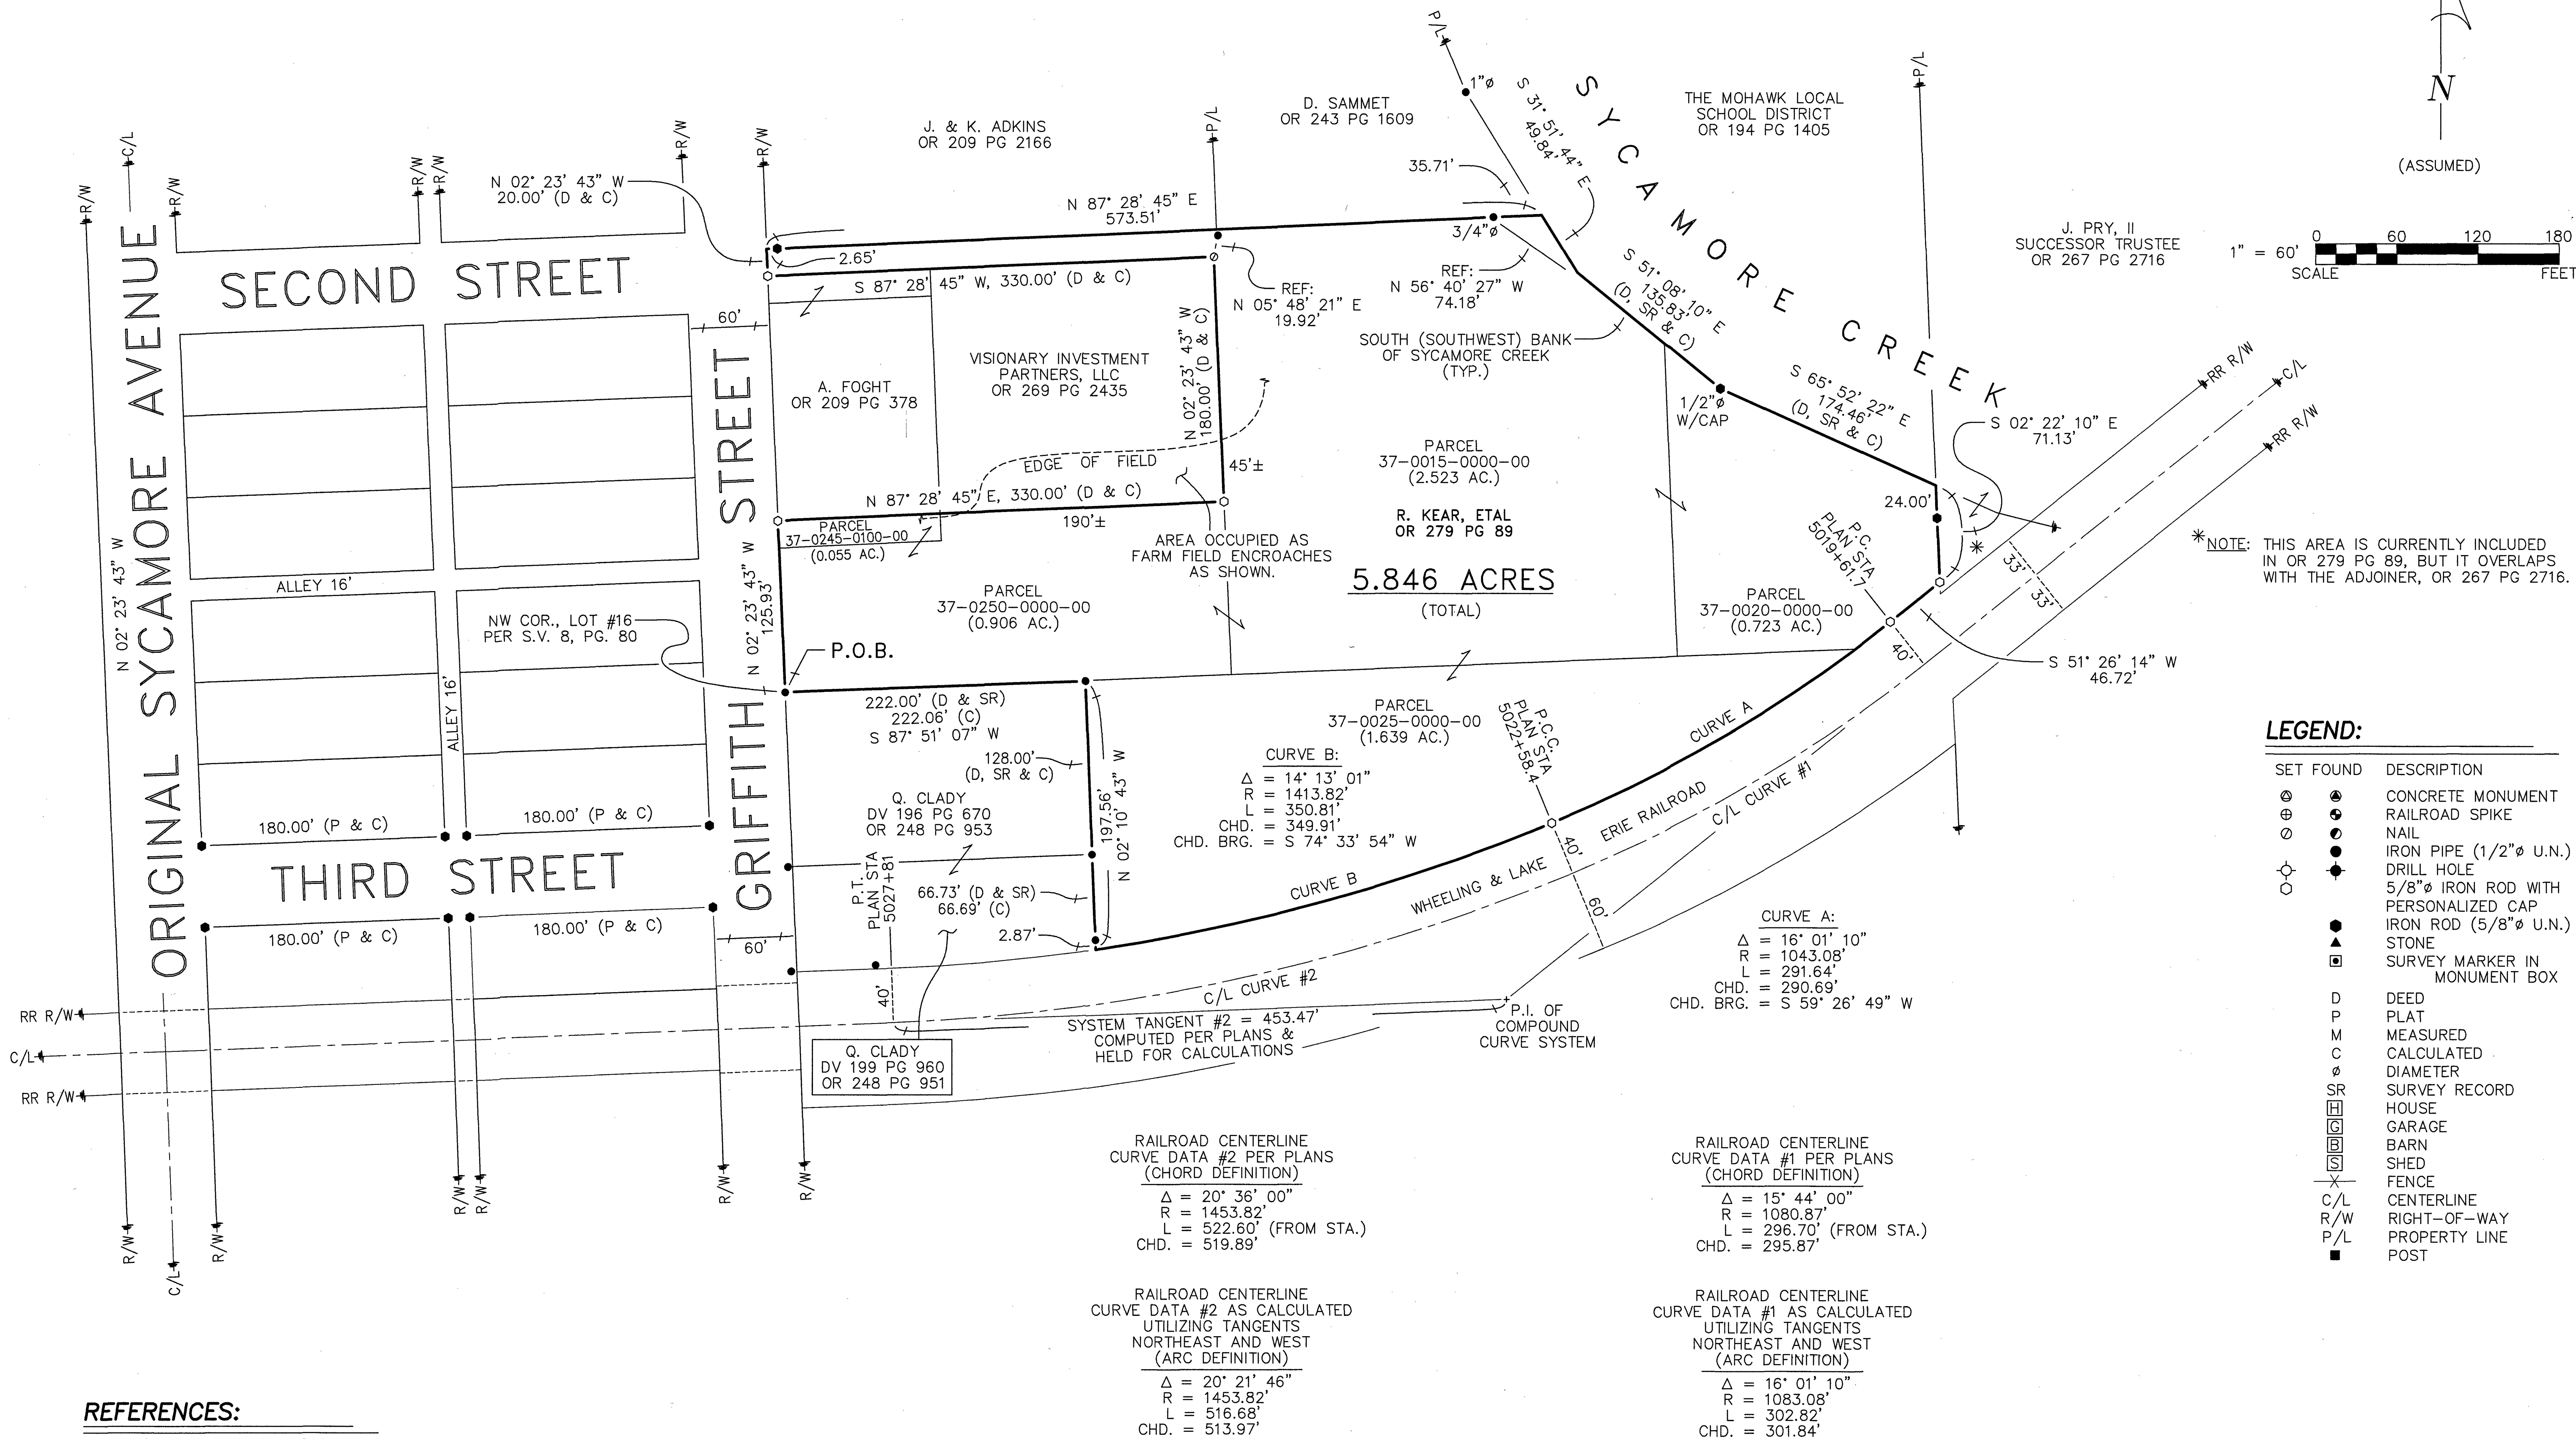 P/L
1"ø
S 31° 51' 44" E
49.84'
SYCAMORE CREEK
THE MOHAWK LOCAL
SCHOOL DISTRICT
OR 194 PG 1405
P/L
N
(ASSUMED)
D. SAMMET
OR 243 PG 1609
J. & K. ADKINS
OR 209 PG 2166
P/L
35.71'
R/W
C/L
R/W
R/W
R/W
R/W
R/W
N 02° 23' 43" W
20.00' (D & C)
N 87° 28' 45" E
573.51'
3/4"ø
J. PRY, II
SUCCESSOR TRUSTEE
OR 267 PG 2716
1" = 60'
0 60 120 180
SCALE FEET
ORIGINAL SYCAMORE AVENUE
N 02° 23' 43" W
SECOND STREET
2.65'
S 87° 28' 45" W, 330.00' (D & C)
REF:
N 05° 48' 21" E
19.92'
REF:
N 56° 40' 27" W
74.18'
S 51° 08' 10" E
135.83'
(D, SR & C)
60'
SOUTH (SOUTHWEST) BANK
OF SYCAMORE CREEK
(TYP.)
GRIFFITH STREET
A. FOGHT
OR 209 PG 378
VISIONARY INVESTMENT
PARTNERS, LLC
OR 269 PG 2435
N 02° 23' 43" W
180.00' (D & C)
1/2"ø
W/CAP
S 65° 52' 22" E
174.46'
(D, SR & C)
RR R/W
C/L
RR R/W
S 02° 22' 10" E
71.13'
EDGE OF FIELD
45'±
PARCEL
37-0015-0000-00
(2.523 AC.)
24.00'
N 87° 28' 45" E, 330.00' (D & C)
190'±
R. KEAR, ETAL
OR 279 PG 89
PARCEL
37-0245-0100-00
(0.055 AC.)
AREA OCCUPIED AS
FARM FIELD ENCROACHES
AS SHOWN.
P.C.
PLAN STA
5019+61.7
*
33'
33'
*NOTE: THIS AREA IS CURRENTLY INCLUDED
IN OR 279 PG 89, BUT IT OVERLAPS
WITH THE ADJOINER, OR 267 PG 2716.
5.846 ACRES
(TOTAL)
ALLEY 16'
N 02° 23' 43" W
125.93'
PARCEL
37-0250-0000-00
(0.906 AC.)
PARCEL
37-0020-0000-00
(0.723 AC.)
NW COR., LOT #16
PER S.V. 8, PG. 80
P.O.B.
40'
S 51° 26' 14" W
46.72'
ALLEY 16'
222.00' (D & SR)
222.06' (C)
S 87° 51' 07" W
PARCEL
37-0025-0000-00
(1.639 AC.)
P.C.C.
PLAN STA
5022+58.4
CURVE A
128.00'
(D, SR & C)
197.56'
N 02° 10' 43" W
CURVE B:
Δ = 14° 13' 01"
R = 1413.82'
L = 350.81'
CHD. = 349.91'
CHD. BRG. = S 74° 33' 54" W
Q. CLADY
DV 196 PG 670
OR 248 PG 953
WHEELING & LAKE ERIE RAILROAD
C/L CURVE #1
180.00' (P & C)
180.00' (P & C)
THIRD STREET
P.T.
PLAN STA
5027+81
66.73' (D & SR)
66.69' (C)
CURVE B
40'
60'
180.00' (P & C)
180.00' (P & C)
60'
2.87'
CURVE A:
Δ = 16° 01' 10"
R = 1043.08'
L = 291.64'
CHD. = 290.69'
CHD. BRG. = S 59° 26' 49" W
40'
C/L CURVE #2
SYSTEM TANGENT #2 = 453.47'
COMPUTED PER PLANS &
HELD FOR CALCULATIONS
P.I. OF
COMPOUND
CURVE SYSTEM
RR R/W
C/L
RR R/W
Q. CLADY
DV 199 PG 960
OR 248 PG 951
R/W
C/L
R/W
R/W
R/W
R/W
R/W
LEGEND:
SET FOUND DESCRIPTION
CONCRETE MONUMENT
RAILROAD SPIKE
NAIL
IRON PIPE (1/2"ø U.N.)
DRILL HOLE
5/8"ø IRON ROD WITH
PERSONALIZED CAP
IRON ROD (5/8"ø U.N.)
STONE
SURVEY MARKER IN
MONUMENT BOX
D DEED
P PLAT
M MEASURED
C CALCULATED
ø DIAMETER
SR SURVEY RECORD
H HOUSE
G GARAGE
B BARN
S SHED
X FENCE
C/L CENTERLINE
R/W RIGHT-OF-WAY
P/L PROPERTY LINE
POST
RAILROAD CENTERLINE
CURVE DATA #2 PER PLANS
(CHORD DEFINITION)
Δ = 20° 36' 00"
R = 1453.82'
L = 522.60' (FROM STA.)
CHD. = 519.89'
RAILROAD CENTERLINE
CURVE DATA #1 PER PLANS
(CHORD DEFINITION)
Δ = 15° 44' 00"
R = 1080.87'
L = 296.70' (FROM STA.)
CHD. = 295.87'
RAILROAD CENTERLINE
CURVE DATA #2 AS CALCULATED
UTILIZING TANGENTS
NORTHEAST AND WEST
(ARC DEFINITION)
Δ = 20° 21' 46"
R = 1453.82'
L = 516.68'
CHD. = 513.97'
RAILROAD CENTERLINE
CURVE DATA #1 AS CALCULATED
UTILIZING TANGENTS
NORTHEAST AND WEST
(ARC DEFINITION)
Δ = 16° 01' 10"
R = 1083.08'
L = 302.82'
CHD. = 301.84'
REFERENCES: